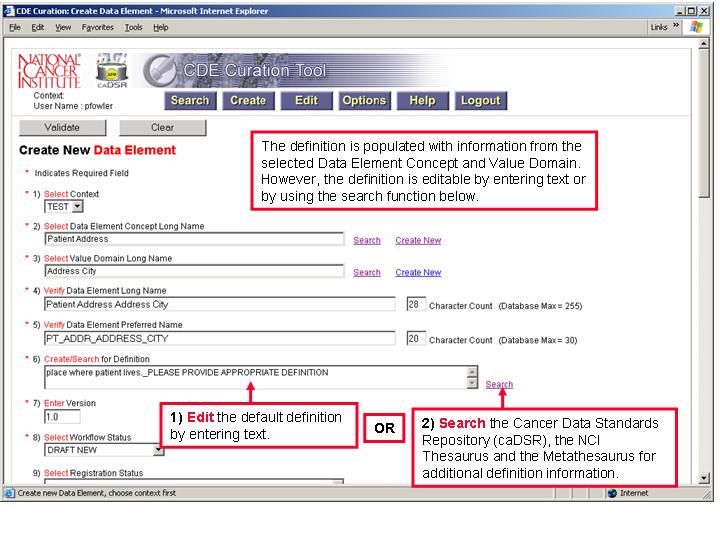 CDE Curation: Create Data Element - Microsoft Internet Explorer
File Edit View Favorites Tools Help
Links »
NATIONAL CANCER INSTITUTE
caDSR
CDE Curation Tool
Context:
User Name : pfowler
Search Create Edit Options Help Logout
Validate Clear
Create New Data Element
* Indicates Required Field
The definition is populated with information from the
selected Data Element Concept and Value Domain.
However, the definition is editable by entering text or
by using the search function below.
* 1) Select Context
TEST
* 2) Select Data Element Concept Long Name
Patient Address Search Create New
* 3) Select Value Domain Long Name
Address City Search Create New
* 4) Verify Data Element Long Name
Patient Address Address City 28 Character Count (Database Max = 255)
* 5) Verify Data Element Preferred Name
PT_ADDR_ADDRESS_CITY 20 Character Count (Database Max = 30)
* 6) Create/Search for Definition
place where patient lives._PLEASE PROVIDE APPROPRIATE DEFINITION Search
* 7) Enter Version
1.0
* 8) Select Workflow Status
DRAFT NEW
9) Select Registration Status
1) Edit the default definition
by entering text.
OR
2) Search the Cancer Data Standards
Repository (caDSR), the NCI
Thesaurus and the Metathesaurus for
additional definition information.
Create new Data Element, choose context first
Internet